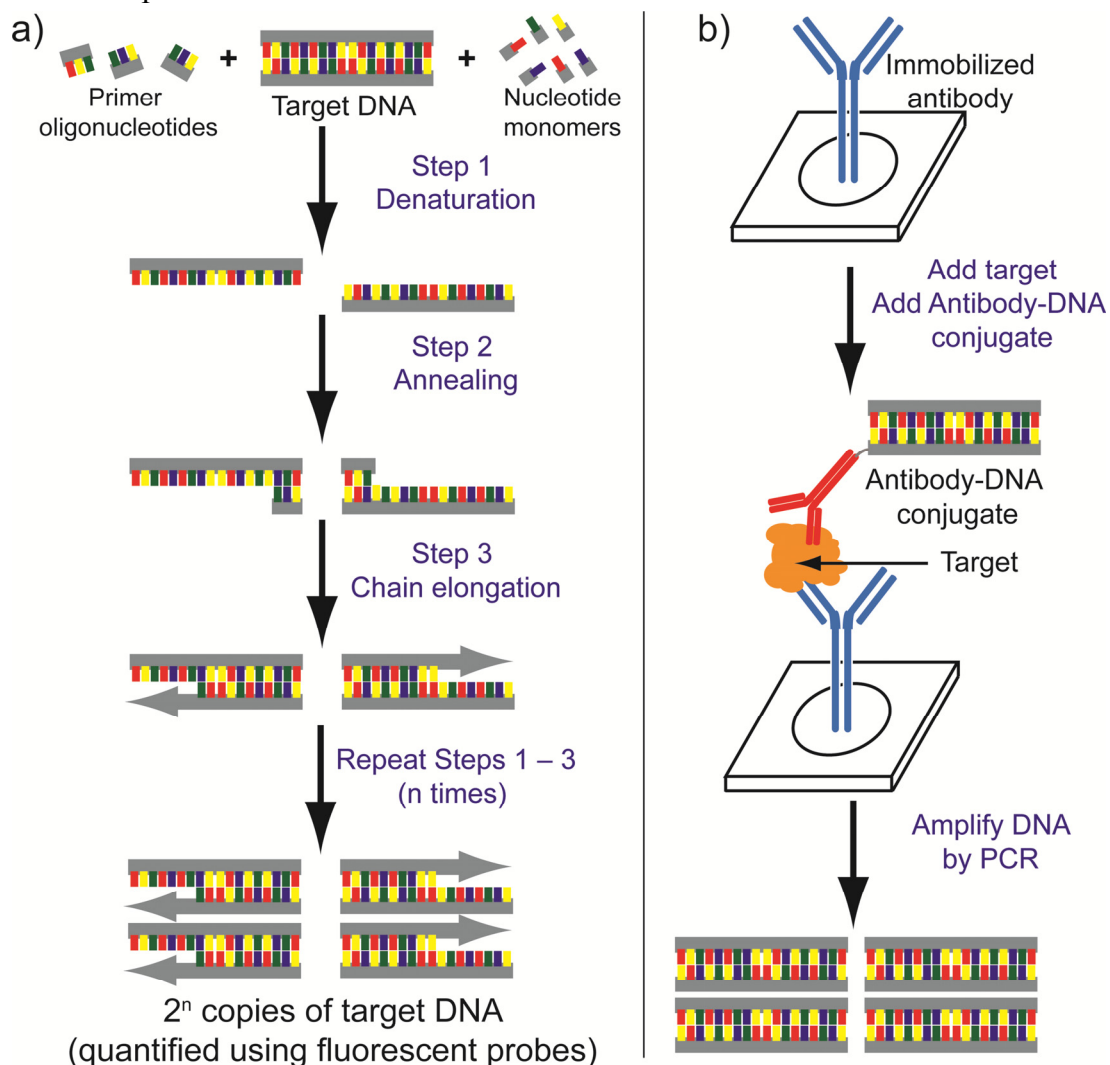 a)
+
+
Primer
oligonucleotides
Target DNA
Nucleotide
monomers
Step 1
Denaturation
Step 2
Annealing
Step 3
Chain elongation
Repeat Steps 1 – 3
(n times)
2ⁿ copies of target DNA
(quantified using fluorescent probes)
b)
Immobilized
antibody
Add target
Add Antibody-DNA
conjugate
Antibody-DNA
conjugate
Target
Amplify DNA
by PCR